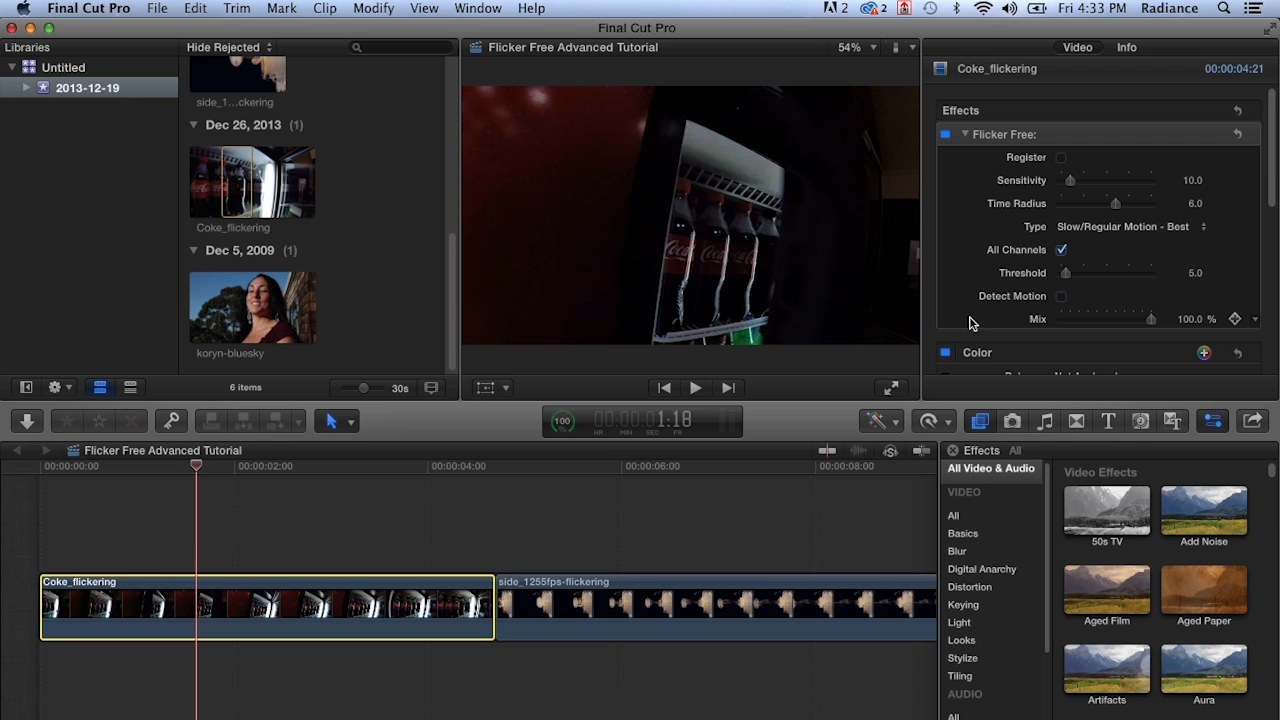 Final Cut Pro File Edit Trim Mark Clip Modify View Window Help 2 2 Fri 4:33 PM Radiance
Final Cut Pro
Libraries
Hide Rejected
Flicker Free Advanced Tutorial 54%
Video Info
Untitled
2013-12-19
side_1...ckering
Dec 26, 2013 (1)
Coke_flickering
Dec 5, 2009 (1)
koryn-bluesky
6 items
30s
Coke_flickering 00:00:04:21
Effects
Flicker Free:
Register
Sensitivity 10.0
Time Radius 6.0
Type Slow/Regular Motion - Best
All Channels
Threshold 5.0
Detect Motion
Mix 100.0 %
Color
100 % 00:00:01:18
HR MIN SEC FR
T
Flicker Free Advanced Tutorial
00:00:00:00 00:00:02:00 00:00:04:00 00:00:06:00 00:00:08:00
Coke_flickering
side_1255fps-flickering
Effects All
All Video & Audio
VIDEO
All
Basics
Blur
Digital Anarchy
Distortion
Keying
Light
Looks
Stylize
Tiling
AUDIO
All
Video Effects
50s TV
Add Noise
Aged Film
Aged Paper
Artifacts
Aura